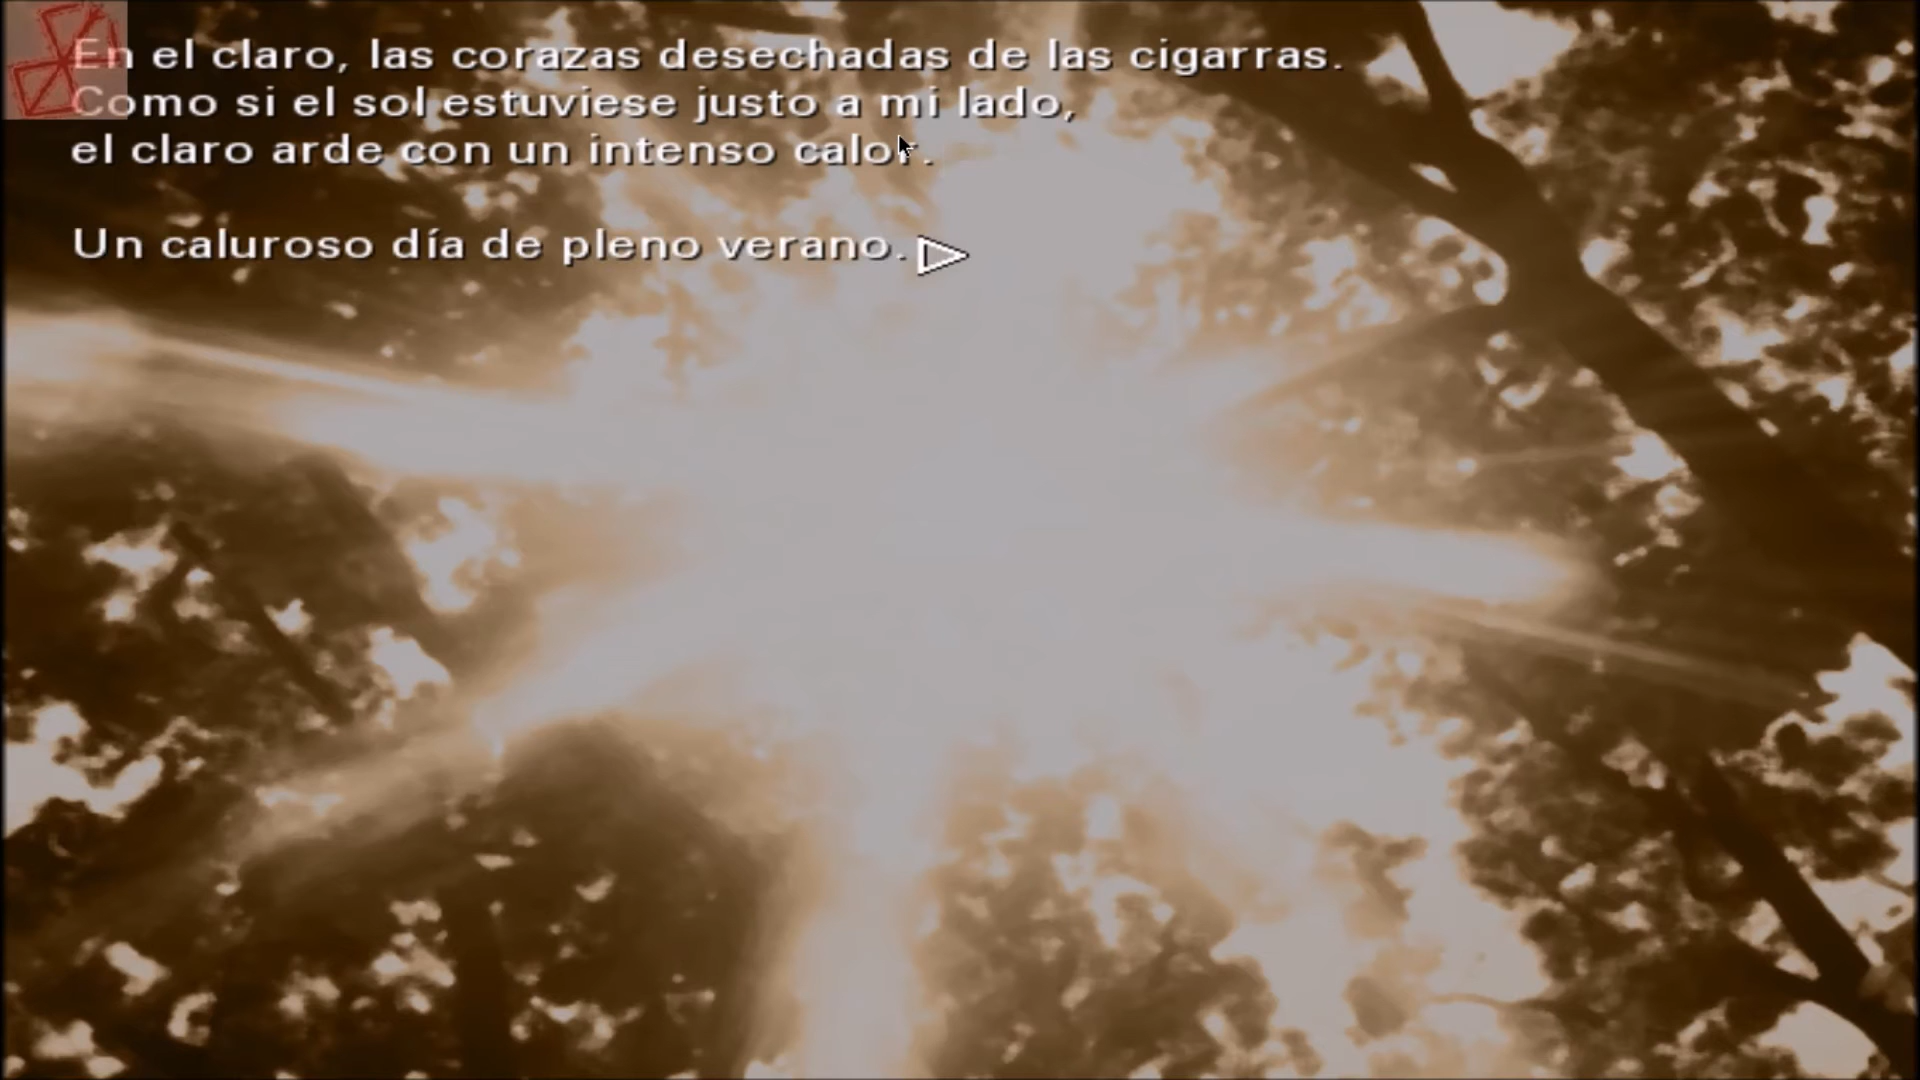 En el claro, las corazas desechadas de las cigarras.
Como si el sol estuviese justo a mi lado,
el claro arde con un intenso calor.
Un caluroso día de pleno verano.